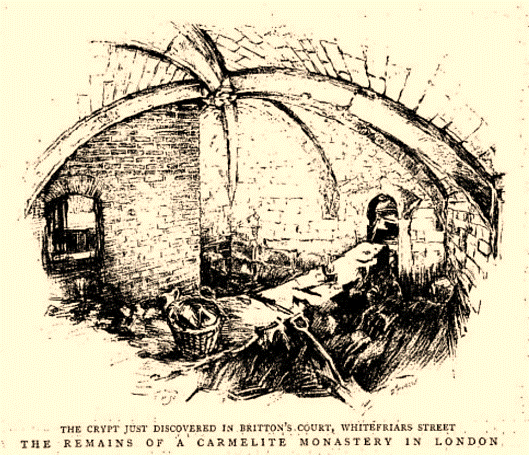 THE CRYPT JUST DISCOVERED IN BRITTON'S COURT, WHITEFRIARS STREET
THE REMAINS OF A CARMELITE MONASTERY IN LONDON